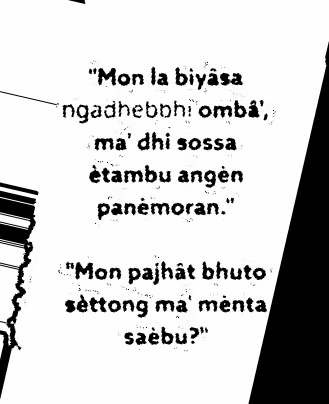 "Mon la biyâsa
ngadhebbhi ombâ',
ma' dhi sossa
ètambu angèn
panèmoran."
"Mon pajhât bhuto
sèttong ma' mènta
saèbu?"